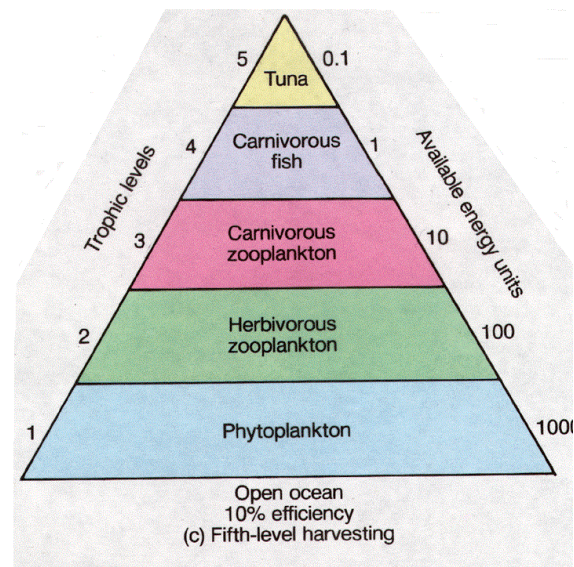 5
0.1
Tuna
4
Carnivorous
fish
1
Trophic levels
Available energy units
3
Carnivorous
zooplankton
10
2
Herbivorous
zooplankton
100
1
Phytoplankton
1000
Open ocean
10% efficiency
(c) Fifth-level harvesting